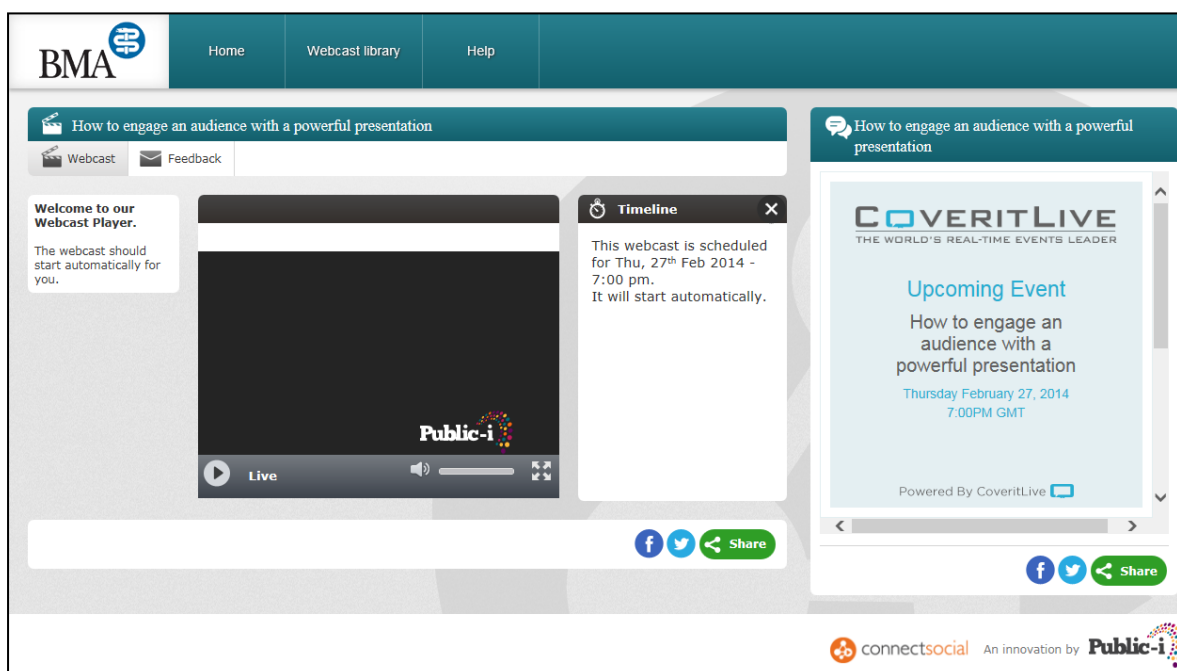 BMA
Home
Webcast library
Help
How to engage an audience with a powerful presentation
Webcast
Feedback
Welcome to our
Webcast Player.
The webcast should
start automatically for
you.
Public-i
Live
Timeline
This webcast is scheduled
for Thu, 27th Feb 2014 -
7:00 pm.
It will start automatically.
Share
How to engage an audience with a powerful
presentation
COVERITLIVE
THE WORLD'S REAL-TIME EVENTS LEADER
Upcoming Event
How to engage an
audience with a
powerful presentation
Thursday February 27, 2014
7:00PM GMT
Powered By CoveritLive
Share
connectsocial An innovation by Public-i